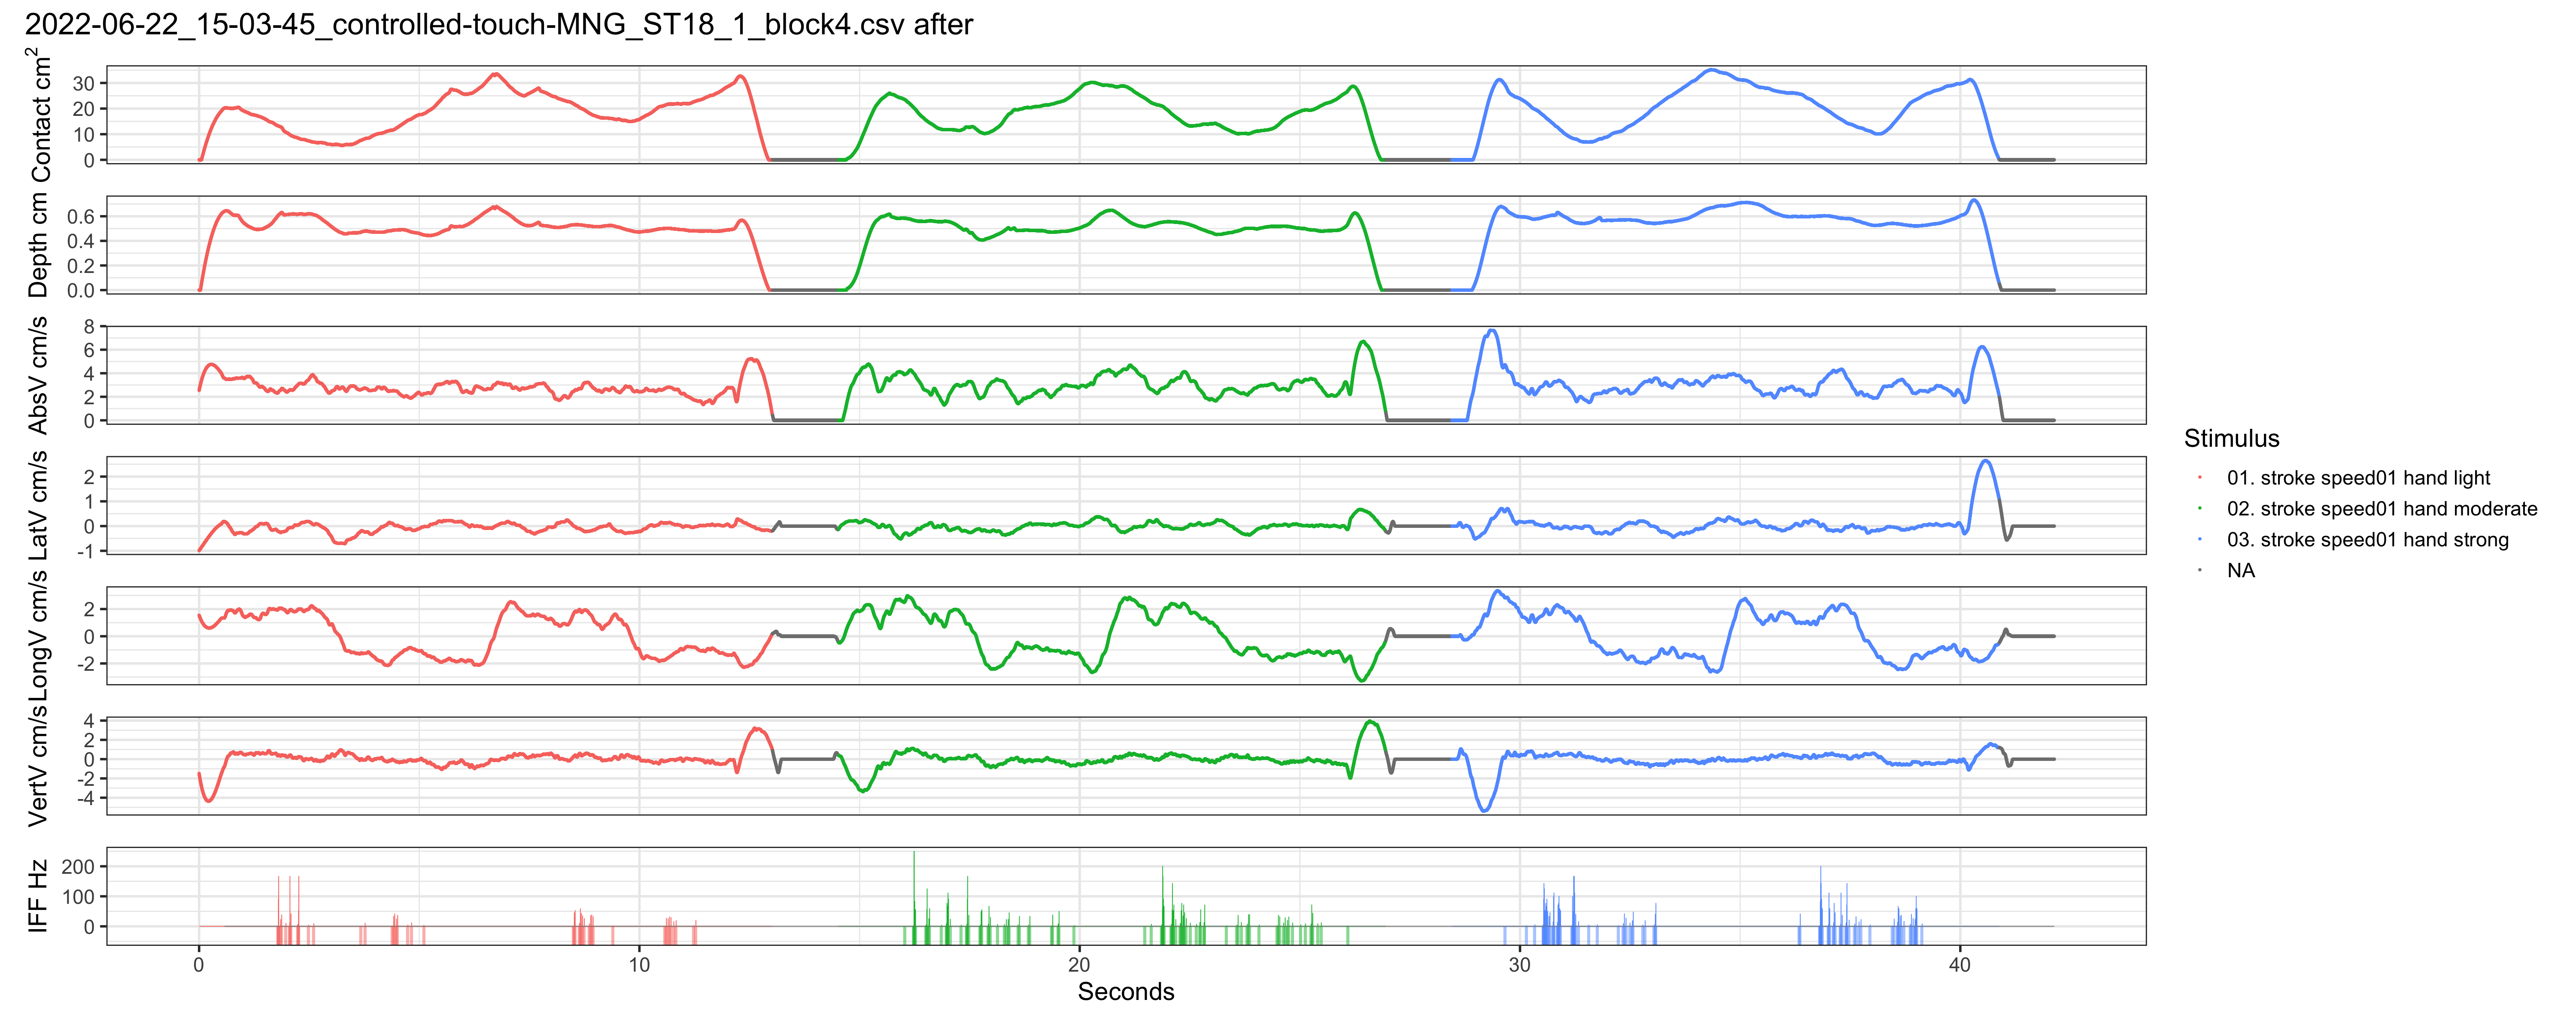 2022-06-22_15-03-45_controlled-touch-MNG_ST18_1_block4.csv after
Contact cm²
30
20
10
0
Depth cm
0.6
0.4
0.2
0.0
AbsV cm/s
8
6
4
2
0
LatV cm/s
2
1
0
-1
LongV cm/s
2
0
-2
VertV cm/s
4
2
0
-2
-4
IFF Hz
200
100
0
0 10 20 30 40
Seconds
Stimulus
01. stroke speed01 hand light
02. stroke speed01 hand moderate
03. stroke speed01 hand strong
NA